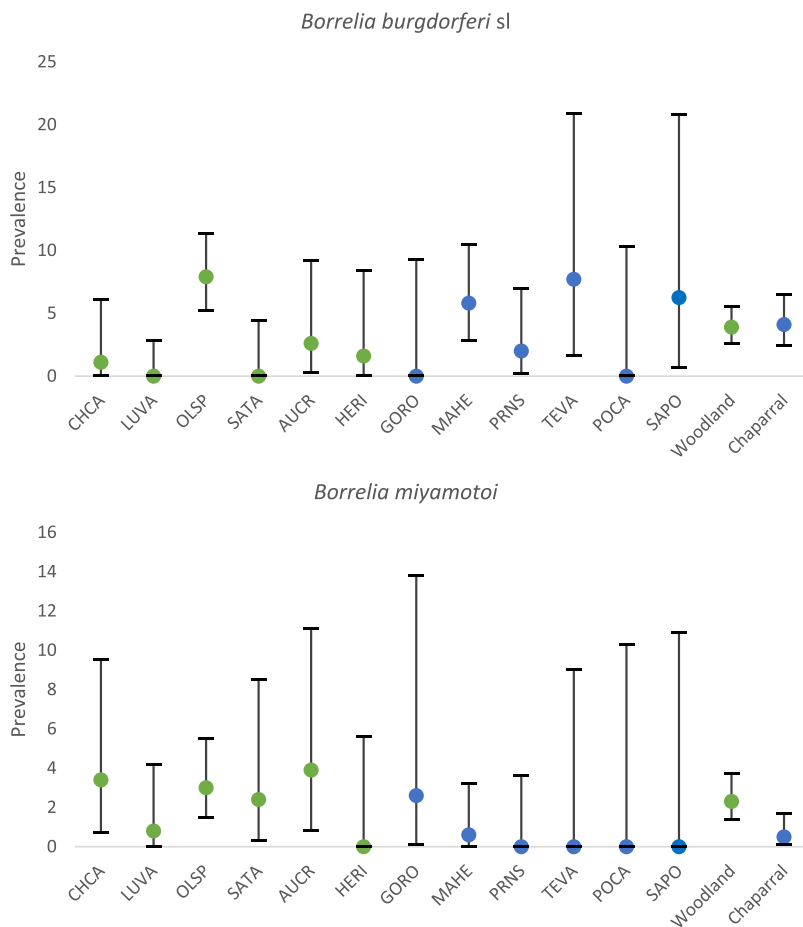 Borrelia burgdorferi sl
25
20
15
10
5
0
Prevalence
CHCA LUVA OLSP SATA AUCR HERI GORO MAHE PRNS TEVA POCA SAPO Woodland Chaparral
Borrelia miyamotoi
16
14
12
10
8
6
4
2
0
Prevalence
CHCA LUVA OLSP SATA AUCR HERI GORO MAHE PRNS TEVA POCA SAPO Woodland Chaparral